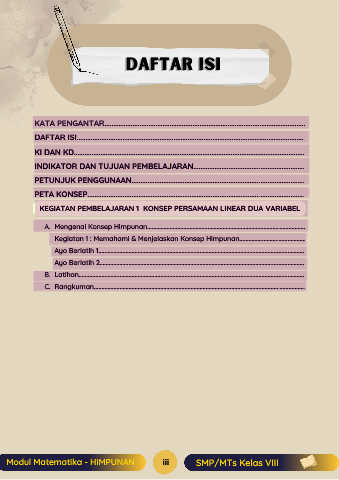 DAFTAR ISI
KATA PENGANTAR
DAFTAR ISI
KI DAN KD
INDIKATOR DAN TUJUAN PEMBELAJARAN
PETUNJUK PENGGUNAAN
PETA KONSEP
KEGIATAN PEMBELAJARAN 1 KONSEP PERSAMAAN LINEAR DUA VARIABEL
A. Mengenal Konsep Himpunan
Kegiatan 1 : Memahami & Menjelaskan Konsep Himpunan
Ayo Berlatih 1
Ayo Berlatih 2
B. Latihan
C. Rangkuman
Modul Matematika - HIMPUNAN
iii
SMP/MTs Kelas VIII